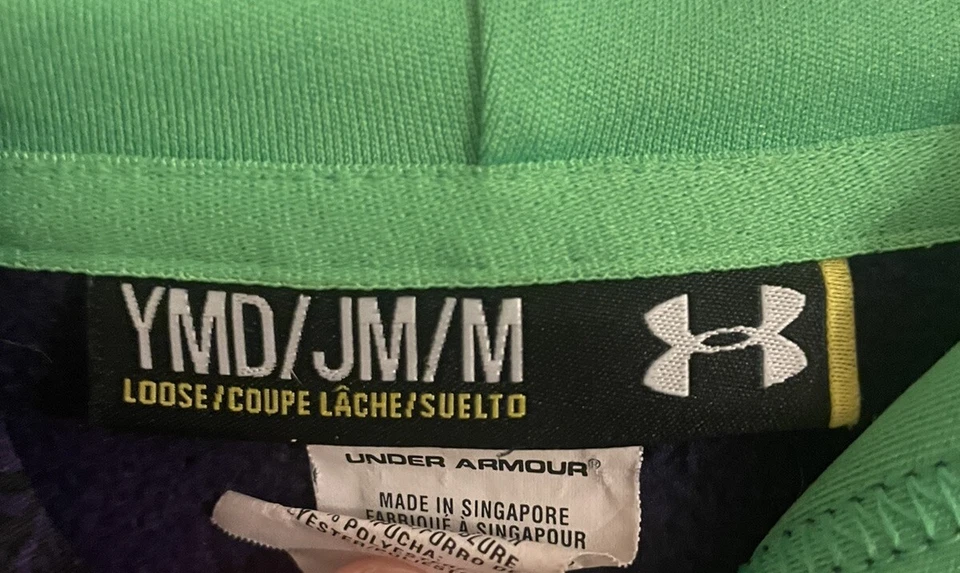 YMD/JM/M
LOOSE/COUPE LÂCHE/SUELTO
UNDER ARMOUR®
MADE IN SINGAPORE
FABRIQUÉ À SINGAPOUR